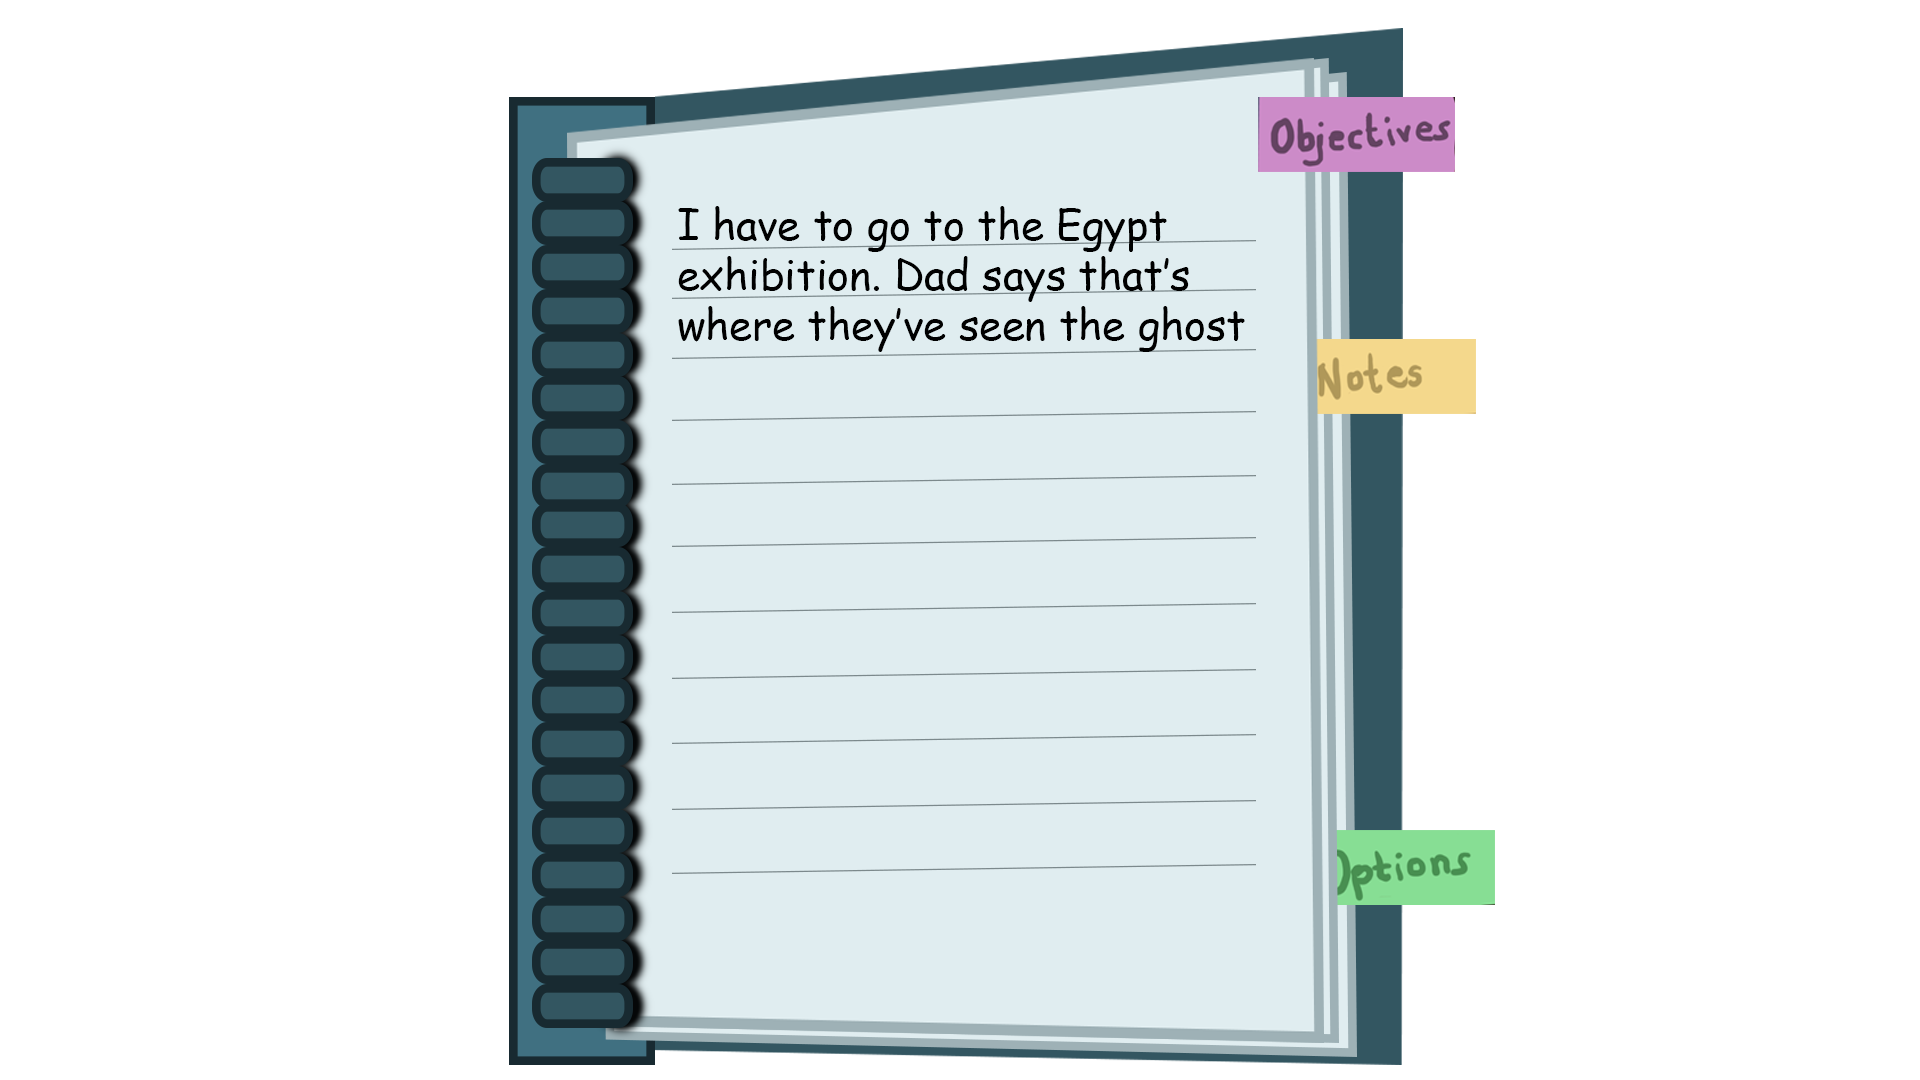 Objectives
I have to go to the Egypt
exhibition. Dad says that's
where they've seen the ghost
Notes
Options